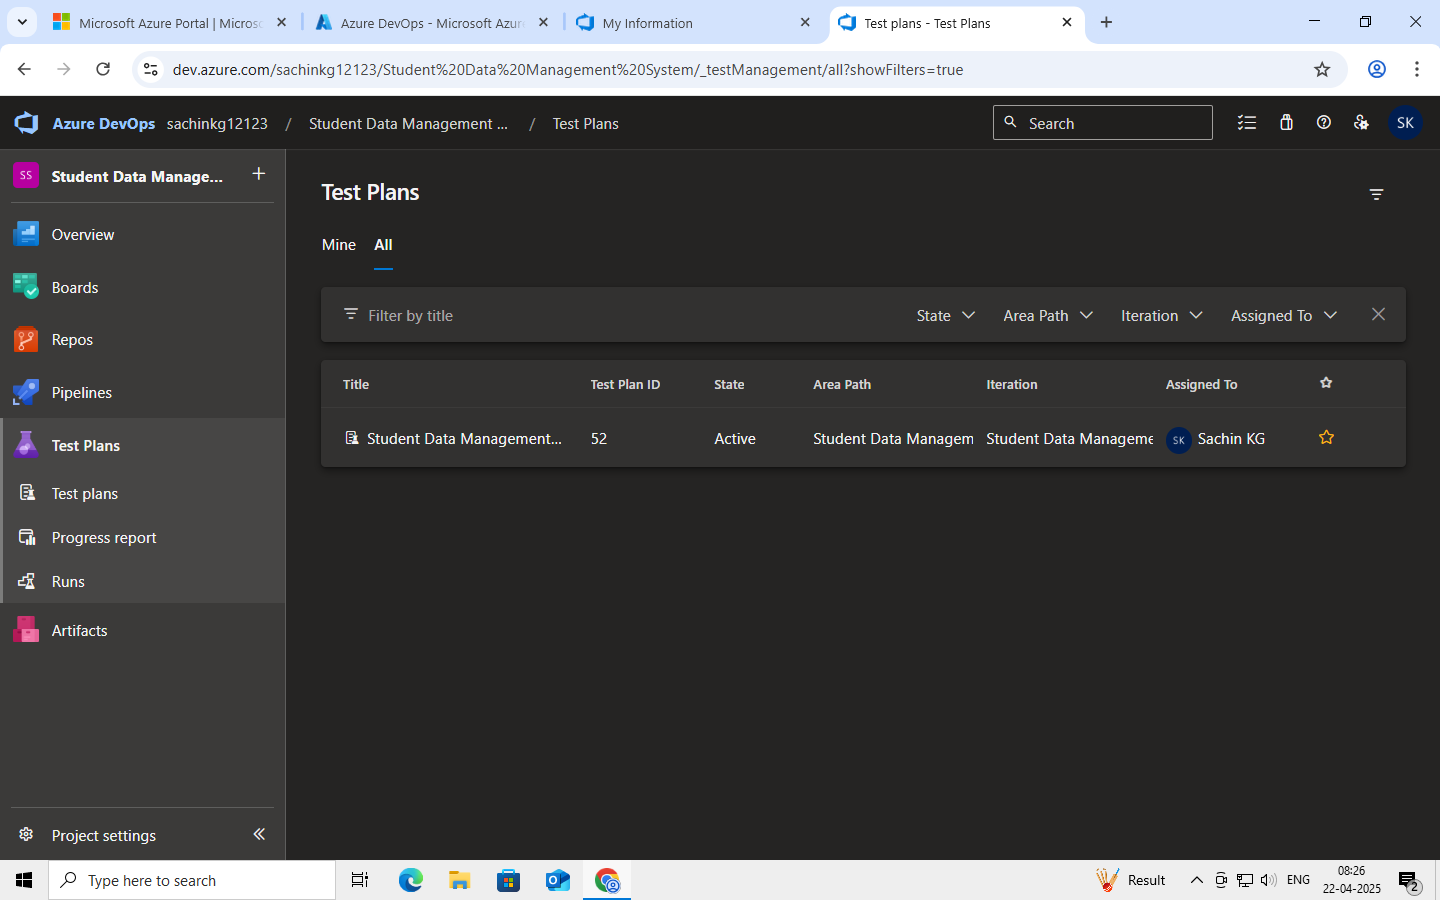 Microsoft Azure Portal | Microso
Azure DevOps - Microsoft Azur
My Information
Test plans - Test Plans
dev.azure.com/sachinkg12123/Student%20Data%20Management%20System/_testManagement/all?showFilters=true
Azure DevOps sachinkg12123 / Student Data Management ... / Test Plans
Search
SK
SS Student Data Manage...
Overview
Boards
Repos
Pipelines
Test Plans
Test plans
Progress report
Runs
Artifacts
Project settings
Test Plans
Mine All
Filter by title State Area Path Iteration Assigned To
Title Test Plan ID State Area Path Iteration Assigned To
Student Data Management... 52 Active Student Data Managem Student Data Manageme SK Sachin KG
Type here to search
Result
ENG
08:26
22-04-2025
2